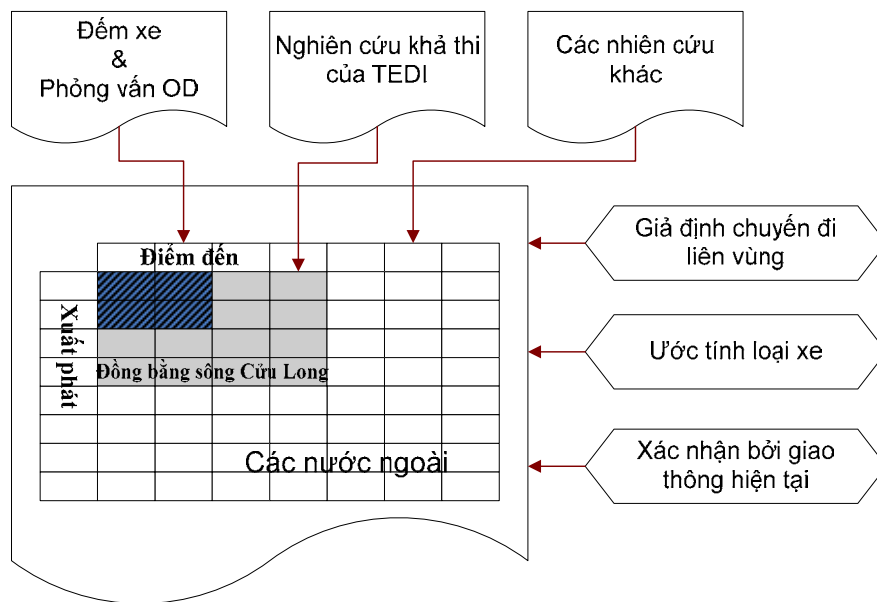 Đếm xe
&
Phỏng vấn OD
Nghiên cứu khả thi
của TEDI
Các nhiên cứu
khác
Giả định chuyến đi
liên vùng
Điểm đến
Xuất phát
Ước tính loại xe
Đồng bằng sông Cửu Long
Các nước ngoài
Xác nhận bởi giao
thông hiện tại